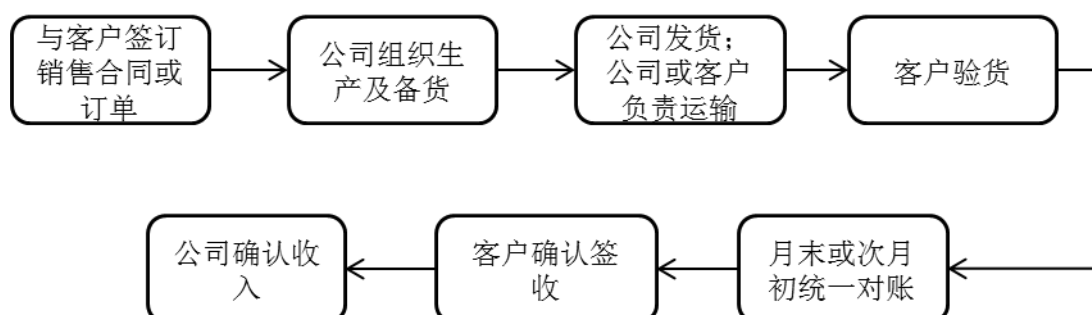 与客户签订
销售合同或
订单
公司组织生
产及备货
公司发货；
公司或客户
负责运输
客户验货
月末或次月
初统一对账
客户确认签
收
公司确认收
入